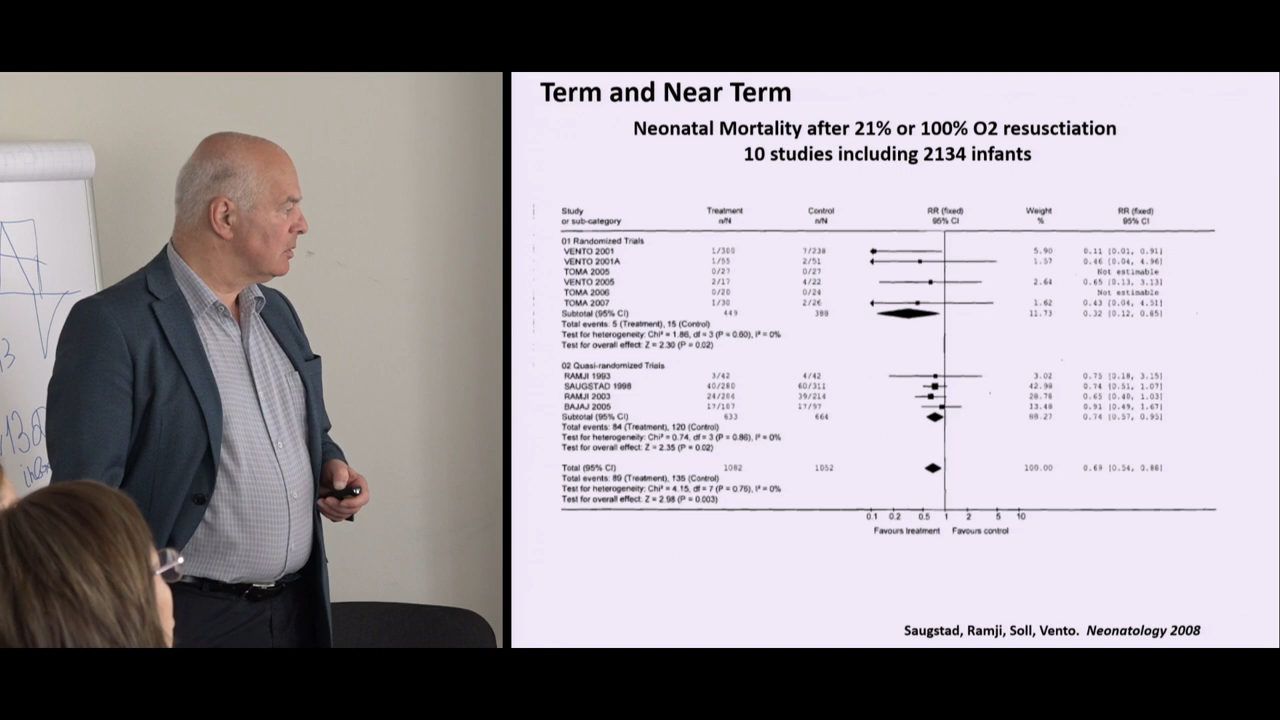 Term and Near Term
Neonatal Mortality after 21% or 100% O2 resusctiation
10 studies including 2134 infants
Study Treatment Control RR (fixed) Weight RR (fixed)
or sub-category n/N n/N 95% CI % 95% CI
01 Randomized Trials
VENTO 2001 1/300 7/238 5.90 0.11 [0.01, 0.91]
VENTO 2001A 1/55 2/51 1.57 0.46 [0.04, 4.96]
TOMA 2005 0/27 0/27 Not estimable
VENTO 2005 2/17 4/22 2.64 0.65 [0.13, 3.13]
TOMA 2006 0/20 0/24 Not estimable
TOMA 2007 1/30 2/26 1.62 0.43 [0.04, 4.51]
Subtotal (95% CI) 449 388 11.73 0.32 [0.12, 0.85]
Total events: 5 (Treatment), 15 (Control)
Test for heterogeneity: Chi² = 1.86, df = 3 (P = 0.60), I² = 0%
Test for overall effect: Z = 2.30 (P = 0.02)
02 Quasi-randomized Trials
RAMJI 1993 3/42 4/42 3.02 0.75 [0.18, 3.15]
SAUGSTAD 1998 40/280 60/311 42.98 0.74 [0.51, 1.07]
RAMJI 2003 24/204 39/214 28.78 0.65 [0.40, 1.03]
BAJAJ 2005 17/107 17/97 13.48 0.91 [0.49, 1.67]
Subtotal (95% CI) 633 664 88.27 0.74 [0.57, 0.95]
Total events: 84 (Treatment), 120 (Control)
Test for heterogeneity: Chi² = 0.74, df = 3 (P = 0.86), I² = 0%
Test for overall effect: Z = 2.35 (P = 0.02)
Total (95% CI) 1082 1052 100.00 0.69 [0.54, 0.88]
Total events: 89 (Treatment), 135 (Control)
Test for heterogeneity: Chi² = 4.15, df = 7 (P = 0.76), I² = 0%
Test for overall effect: Z = 2.98 (P = 0.003)
0.1 0.2 0.5 1 2 5 10
Favours treatment Favours control
Saugstad, Ramji, Soll, Vento. Neonatology 2008